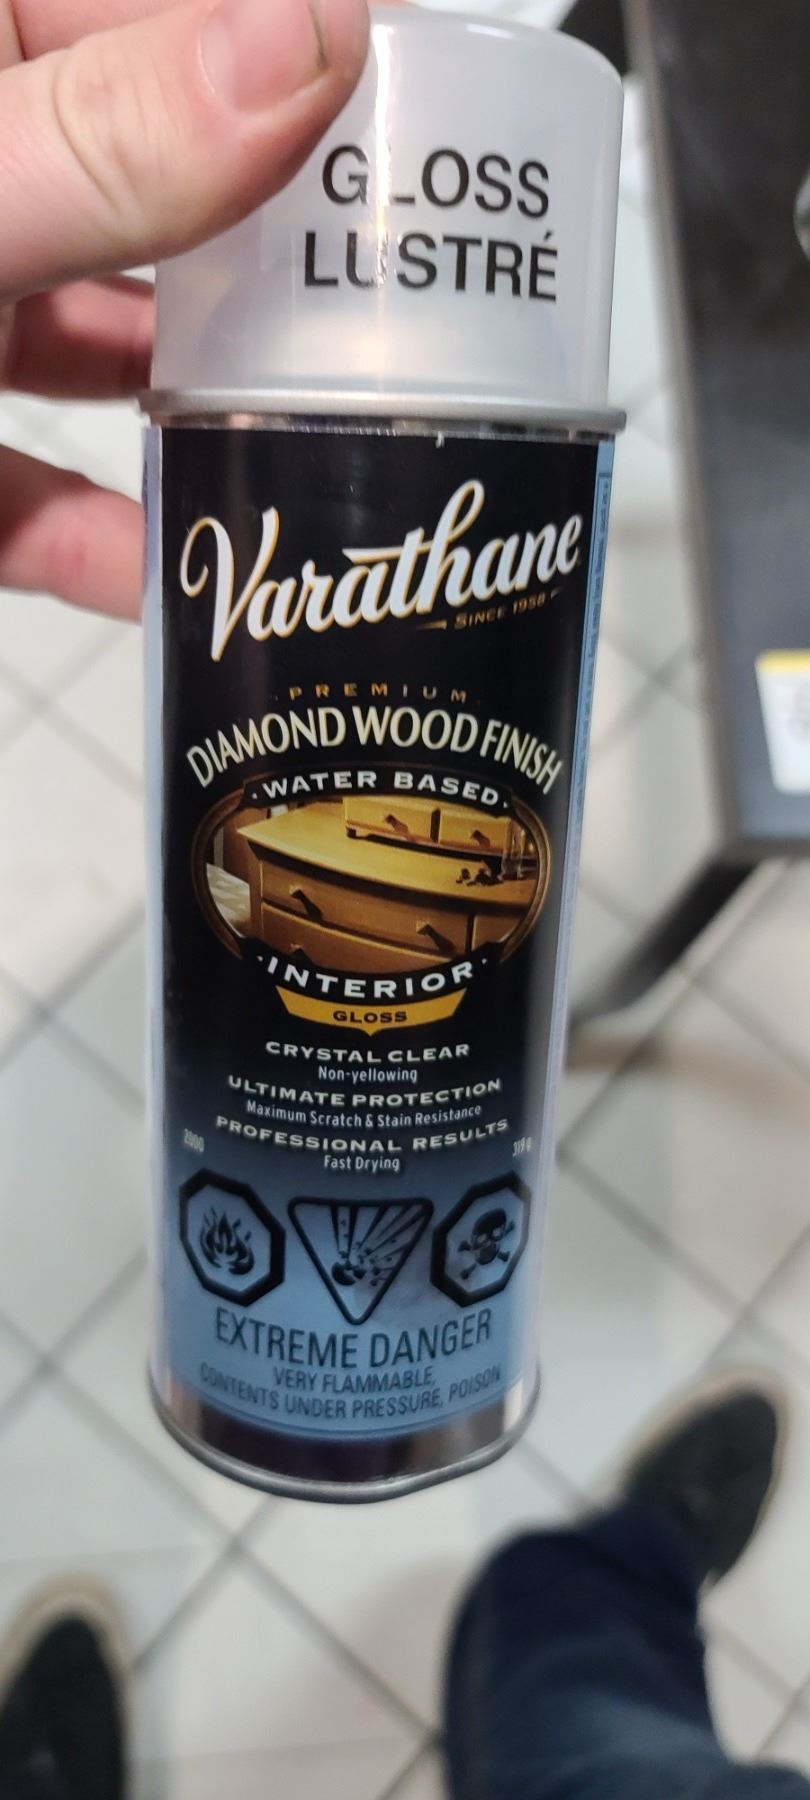 GLOSS
LUSTRÉ
Varathane
SINCE 1958
PREMIUM
DIAMOND WOOD FINISH
·WATER BASED·
·INTERIOR·
GLOSS
CRYSTAL CLEAR
Non-yellowing
ULTIMATE PROTECTION
Maximum Scratch & Stain Resistance
PROFESSIONAL RESULTS
Fast Drying
319 g
EXTREME DANGER
VERY FLAMMABLE,
CONTENTS UNDER PRESSURE, POISON